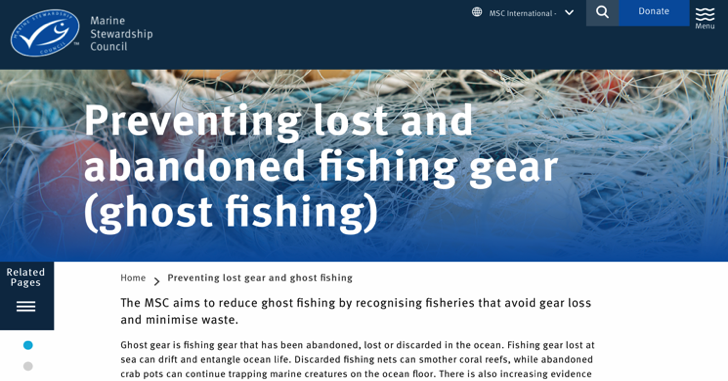 Marine
Stewardship
Council
MARINE STEWARDSHIP COUNCIL
TM
MSC International -
Donate
Menu
Preventing lost and
abandoned fishing gear
(ghost fishing)
Related
Pages
Home
Preventing lost gear and ghost fishing
The MSC aims to reduce ghost fishing by recognising fisheries that avoid gear loss
and minimise waste.
Ghost gear is fishing gear that has been abandoned, lost or discarded in the ocean. Fishing gear lost at
sea can drift and entangle ocean life. Discarded fishing nets can smother coral reefs, while abandoned
crab pots can continue trapping marine creatures on the ocean floor. There is also increasing evidence